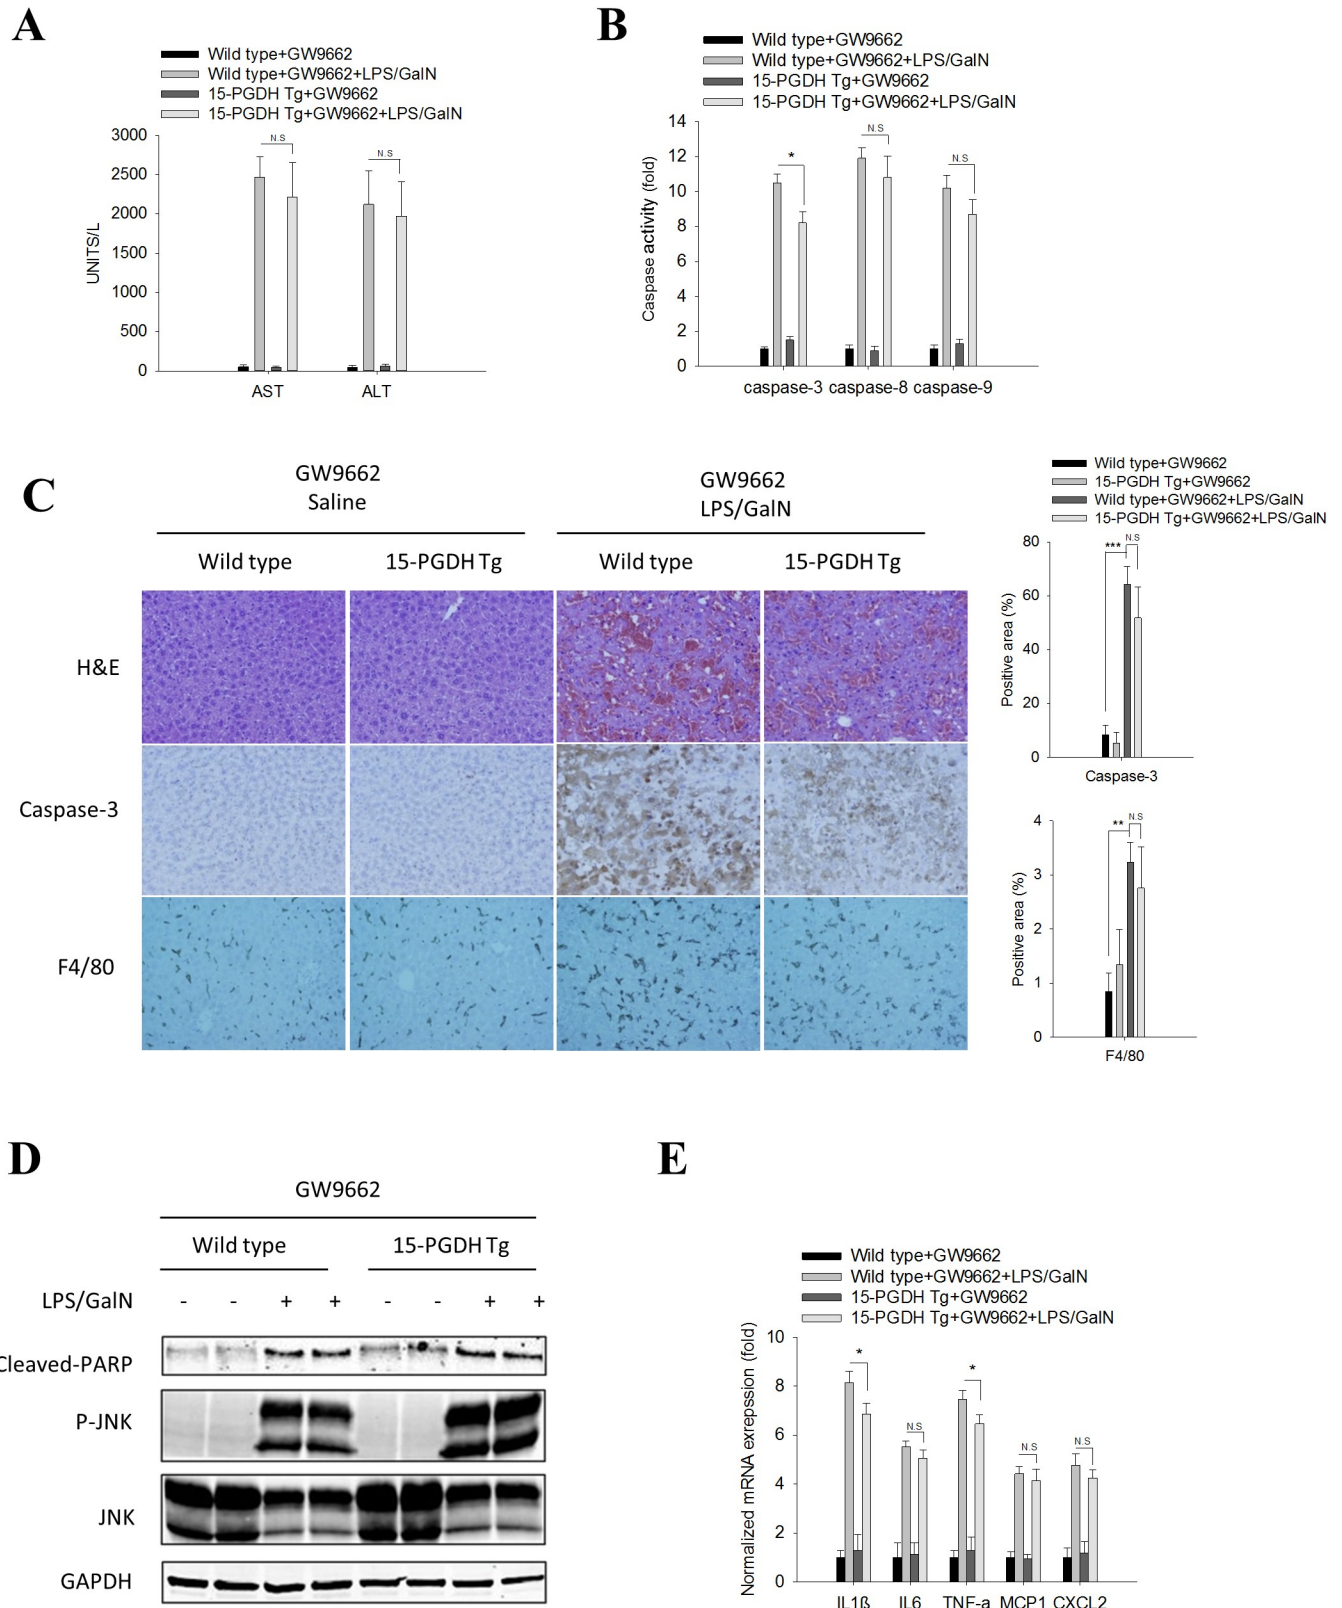 A
Wild type+GW9662
Wild type+GW9662+LPS/GalN
15-PGDH Tg+GW9662
15-PGDH Tg+GW9662+LPS/GalN
3000
2500
2000
1500
1000
500
0
UNITS/L
N.S
N.S
AST ALT
B
Wild type+GW9662
Wild type+GW9662+LPS/GalN
15-PGDH Tg+GW9662
15-PGDH Tg+GW9662+LPS/GalN
14
12
10
8
6
4
2
0
Caspase activity (fold)
*
N.S
N.S
caspase-3 caspase-8 caspase-9
C
GW9662
Saline
GW9662
LPS/GalN
Wild type 15-PGDH Tg Wild type 15-PGDH Tg
H&E
Caspase-3
F4/80
Wild type+GW9662
15-PGDH Tg+GW9662
Wild type+GW9662+LPS/GalN
15-PGDH Tg+GW9662+LPS/GalN
80
60
40
20
0
Positive area (%)
*** N.S
Caspase-3
4
3
2
1
0
Positive area (%)
** N.S
F4/80
D
GW9662
Wild type 15-PGDH Tg
LPS/GalN - - + + - - + +
Cleaved-PARP
P-JNK
JNK
GAPDH
E
Wild type+GW9662
Wild type+GW9662+LPS/GalN
15-PGDH Tg+GW9662
15-PGDH Tg+GW9662+LPS/GalN
10
8
6
4
2
0
Normalized mRNA exrepssion (fold)
*
N.S
*
N.S
N.S
IL1ß IL6 TNF-a MCP1 CXCL2